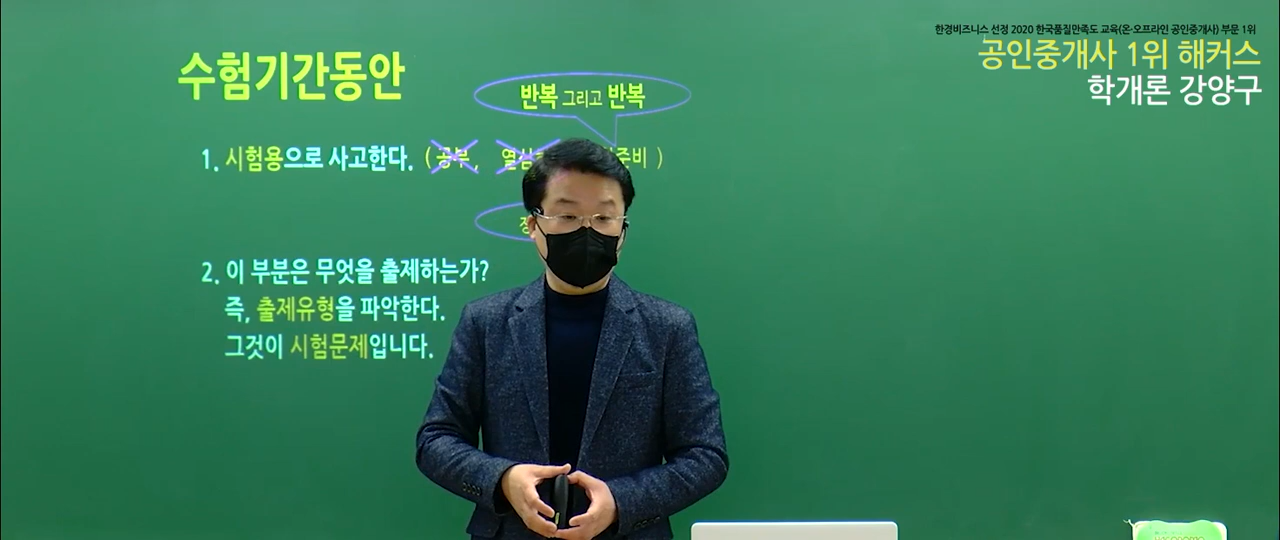 한경비즈니스 선정 2020 한국품질만족도 교육(온·오프라인 공인중개사) 부문 1위
공인중개사 1위 해커스
학개론 강양구
수험기간동안
반복 그리고 반복
1. 시험용으로 사고한다. ( 공부, 준비 )
2. 이 부분은 무엇을 출제하는가?
즉, 출제유형을 파악한다.
그것이 시험문제입니다.